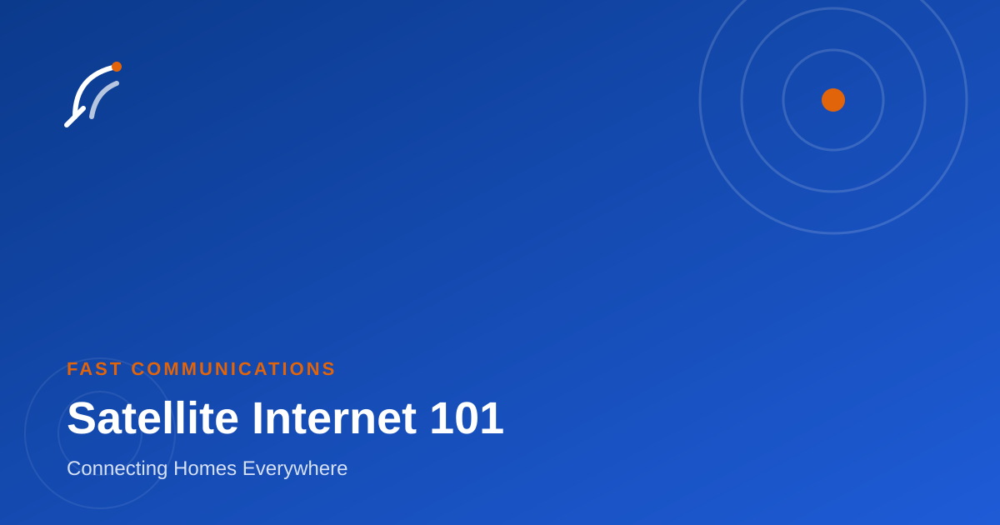 FAST COMMUNICATIONS
Satellite Internet 101
Connecting Homes Everywhere